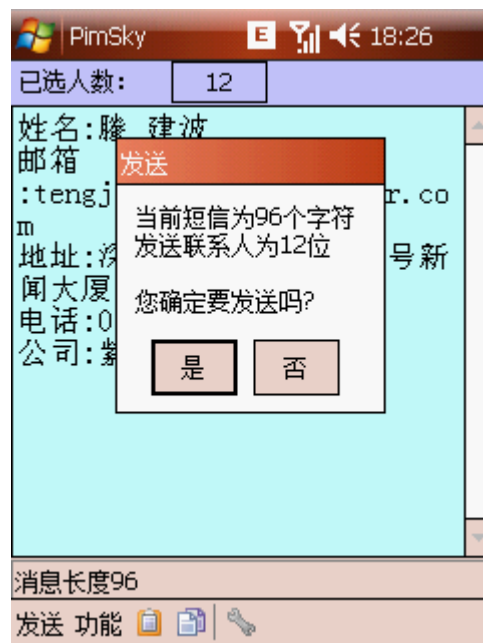 PimSky E 18:26
已选人数: 12
姓名:滕 建波
邮箱
:tengj r.co
m
地址:深 号新
闻大厦
电话:0
公司:紫
发送
当前短信为96个字符
发送联系人为12位
您确定要发送吗?
是 否
消息长度96
发送 功能